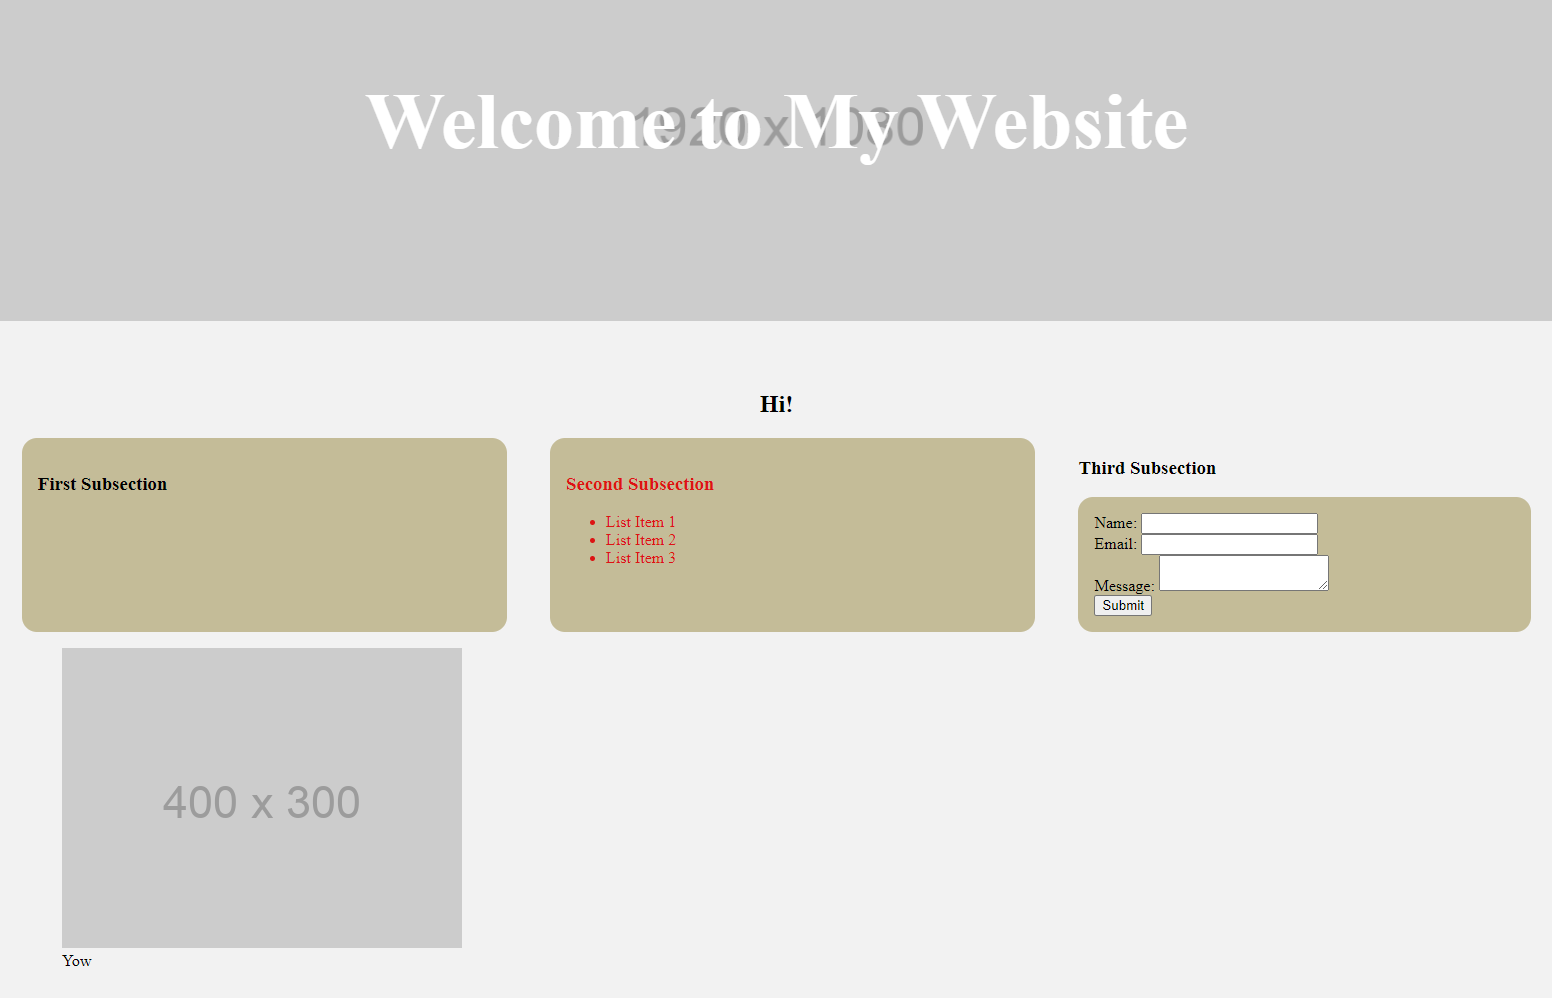 Welcome to My Website
1920 x 1080
Hi!
First Subsection
Second Subsection
List Item 1
List Item 2
List Item 3
Third Subsection
Name:
Email:
Message:
Submit
400 x 300
Yow